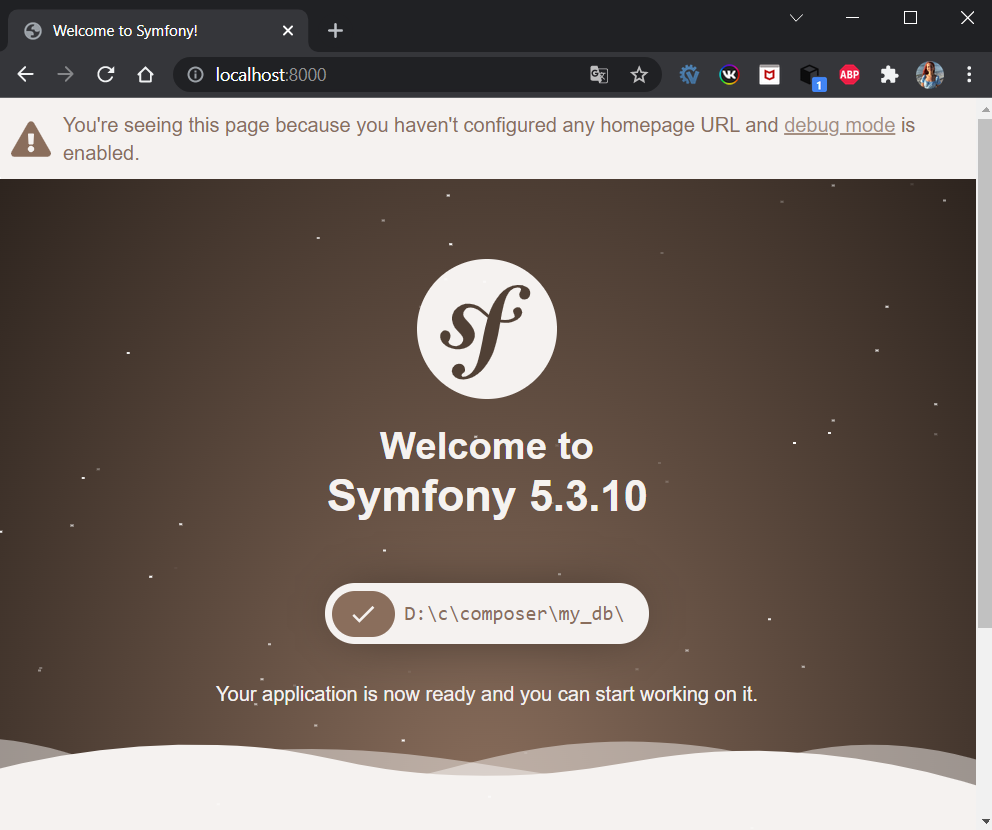 Welcome to Symfony!
localhost:8000
1
ABP
You're seeing this page because you haven't configured any homepage URL and debug mode is
enabled.
sf
Welcome to
Symfony 5.3.10
D:\c\composer\my_db\
Your application is now ready and you can start working on it.